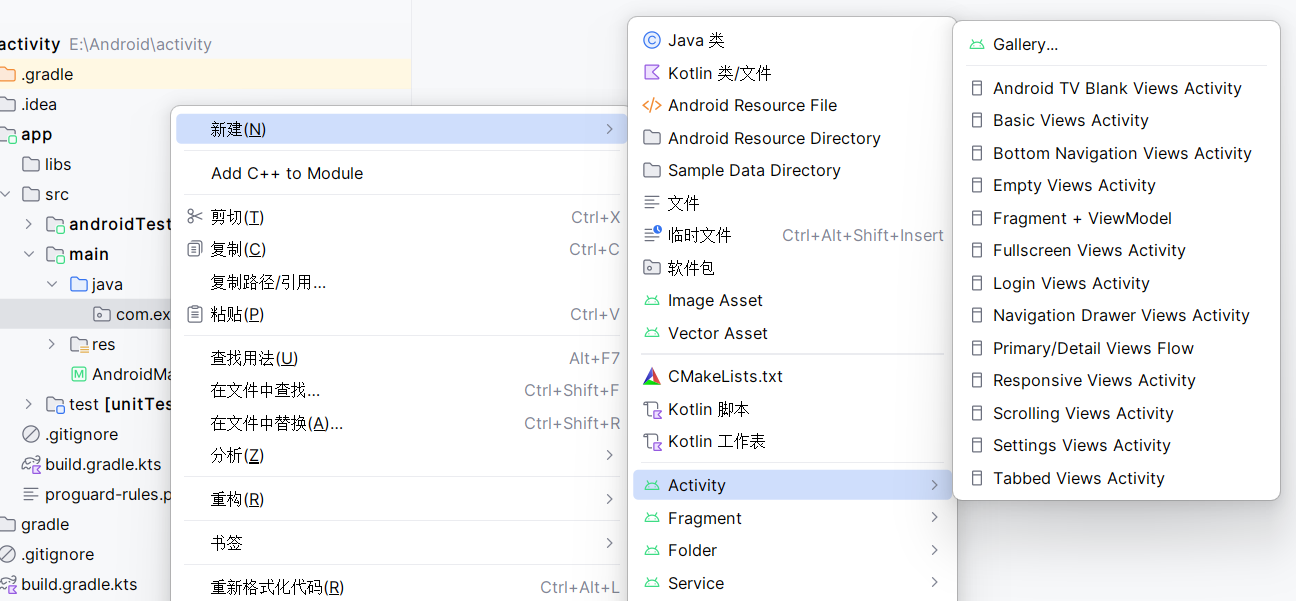 activity E:\Android\activity
.gradle
.idea
app
libs
src
androidTest
main
java
com.ex
res
AndroidMa
test [unitTes
.gitignore
build.gradle.kts
proguard-rules.p
gradle
.gitignore
build.gradle.kts
新建(N)
Add C++ to Module
剪切(T) Ctrl+X
复制(C) Ctrl+C
复制路径/引用...
粘贴(P) Ctrl+V
查找用法(U) Alt+F7
在文件中查找... Ctrl+Shift+F
在文件中替换(A)... Ctrl+Shift+R
分析(Z)
重构(R)
书签
重新格式化代码(R) Ctrl+Alt+L
Java 类
Kotlin 类/文件
Android Resource File
Android Resource Directory
Sample Data Directory
文件
临时文件 Ctrl+Alt+Shift+Insert
软件包
Image Asset
Vector Asset
CMakeLists.txt
Kotlin 脚本
Kotlin 工作表
Activity
Fragment
Folder
Service
Gallery...
Android TV Blank Views Activity
Basic Views Activity
Bottom Navigation Views Activity
Empty Views Activity
Fragment + ViewModel
Fullscreen Views Activity
Login Views Activity
Navigation Drawer Views Activity
Primary/Detail Views Flow
Responsive Views Activity
Scrolling Views Activity
Settings Views Activity
Tabbed Views Activity